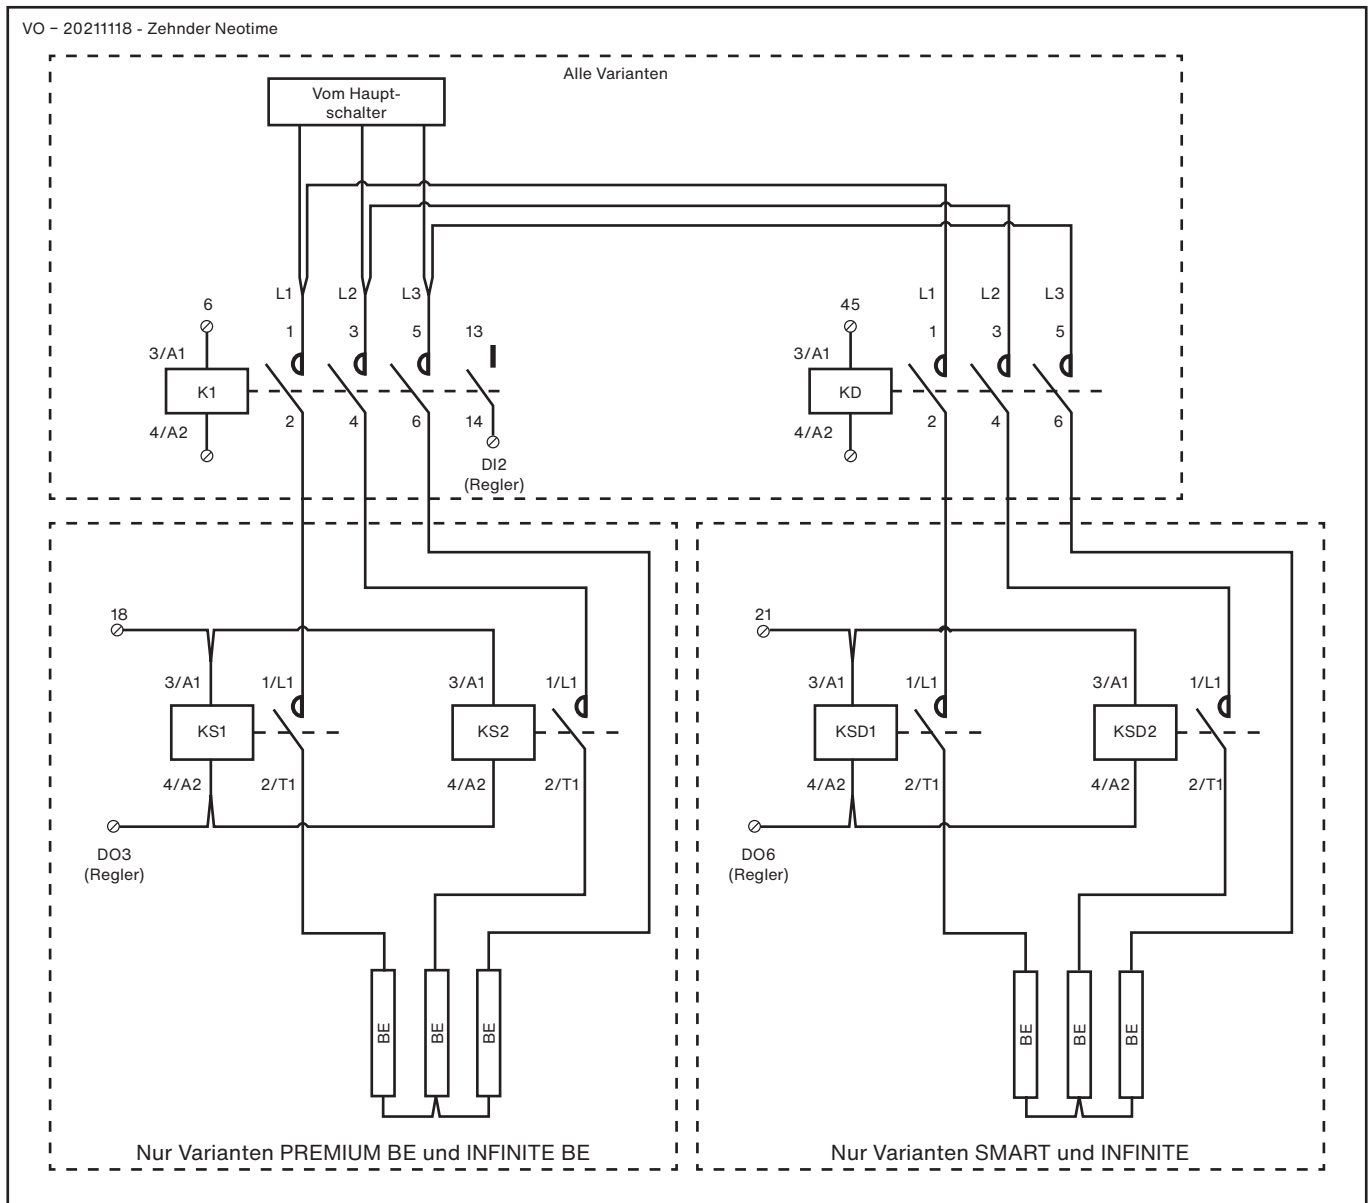 VO – 20211118 - Zehnder Neotime
Alle Varianten
Vom Haupt-
schalter
L1 L2 L3 L1 L2 L3
6 45
1 3 5 13 1 3 5
3/A1 3/A1
K1 KD
4/A2 2 4 6 14 4/A2 2 4 6
DI2
(Regler)
18 21
3/A1 1/L1 3/A1 1/L1 3/A1 1/L1 3/A1 1/L1
KS1 KS2 KSD1 KSD2
4/A2 2/T1 4/A2 2/T1 4/A2 2/T1 4/A2 2/T1
DO3 DO6
(Regler) (Regler)
BE BE BE BE BE BE
Nur Varianten PREMIUM BE und INFINITE BE
Nur Varianten SMART und INFINITE